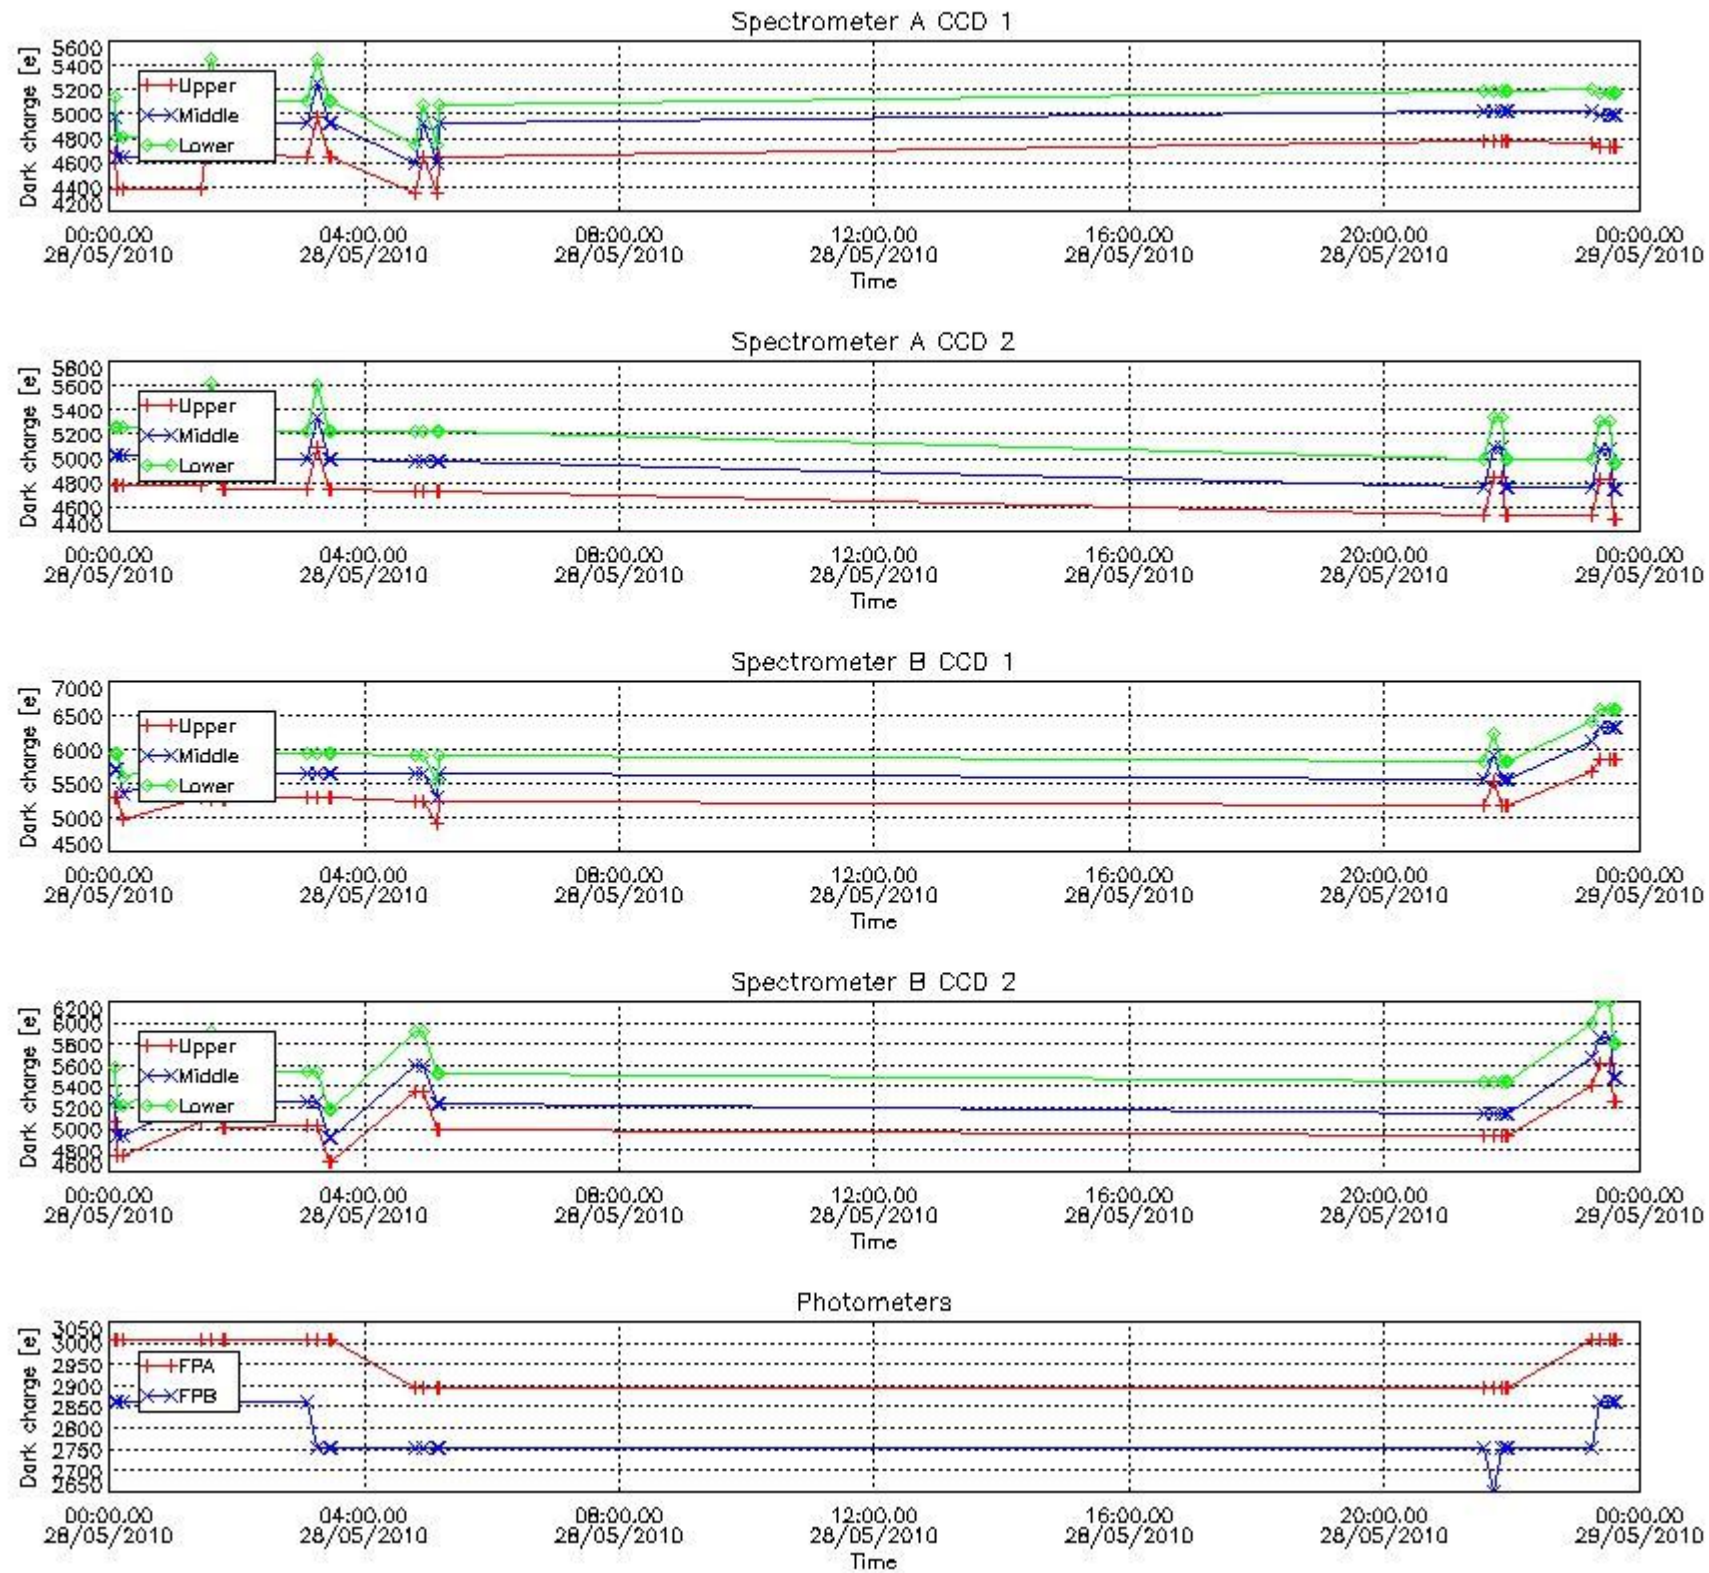 Spectrometer A CCD 1
Dark charge [e]
5600
5400
5200
5000
4800
4600
4400
4200
Upper
Middle
Lower
00:00.00 04:00.00 08:00.00 12:00.00 16:00.00 20:00.00 00:00.00
28/05/2010 28/05/2010 28/05/2010 28/05/2010 28/05/2010 28/05/2010 29/05/2010
Time
Spectrometer A CCD 2
Dark charge [e]
5800
5600
5400
5200
5000
4800
4600
4400
Upper
Middle
Lower
00:00.00 04:00.00 08:00.00 12:00.00 16:00.00 20:00.00 00:00.00
28/05/2010 28/05/2010 28/05/2010 28/05/2010 28/05/2010 28/05/2010 29/05/2010
Time
Spectrometer B CCD 1
Dark charge [e]
7000
6500
6000
5500
5000
4500
Upper
Middle
Lower
00:00.00 04:00.00 08:00.00 12:00.00 16:00.00 20:00.00 00:00.00
28/05/2010 28/05/2010 28/05/2010 28/05/2010 28/05/2010 28/05/2010 29/05/2010
Time
Spectrometer B CCD 2
Dark charge [e]
6200
6000
5800
5600
5400
5200
5000
4800
4600
Upper
Middle
Lower
00:00.00 04:00.00 08:00.00 12:00.00 16:00.00 20:00.00 00:00.00
28/05/2010 28/05/2010 28/05/2010 28/05/2010 28/05/2010 28/05/2010 29/05/2010
Time
Photometers
Dark charge [e]
3050
3000
2950
2900
2850
2800
2750
2700
2650
FPA
FPB
00:00.00 04:00.00 08:00.00 12:00.00 16:00.00 20:00.00 00:00.00
28/05/2010 28/05/2010 28/05/2010 28/05/2010 28/05/2010 28/05/2010 29/05/2010
Time